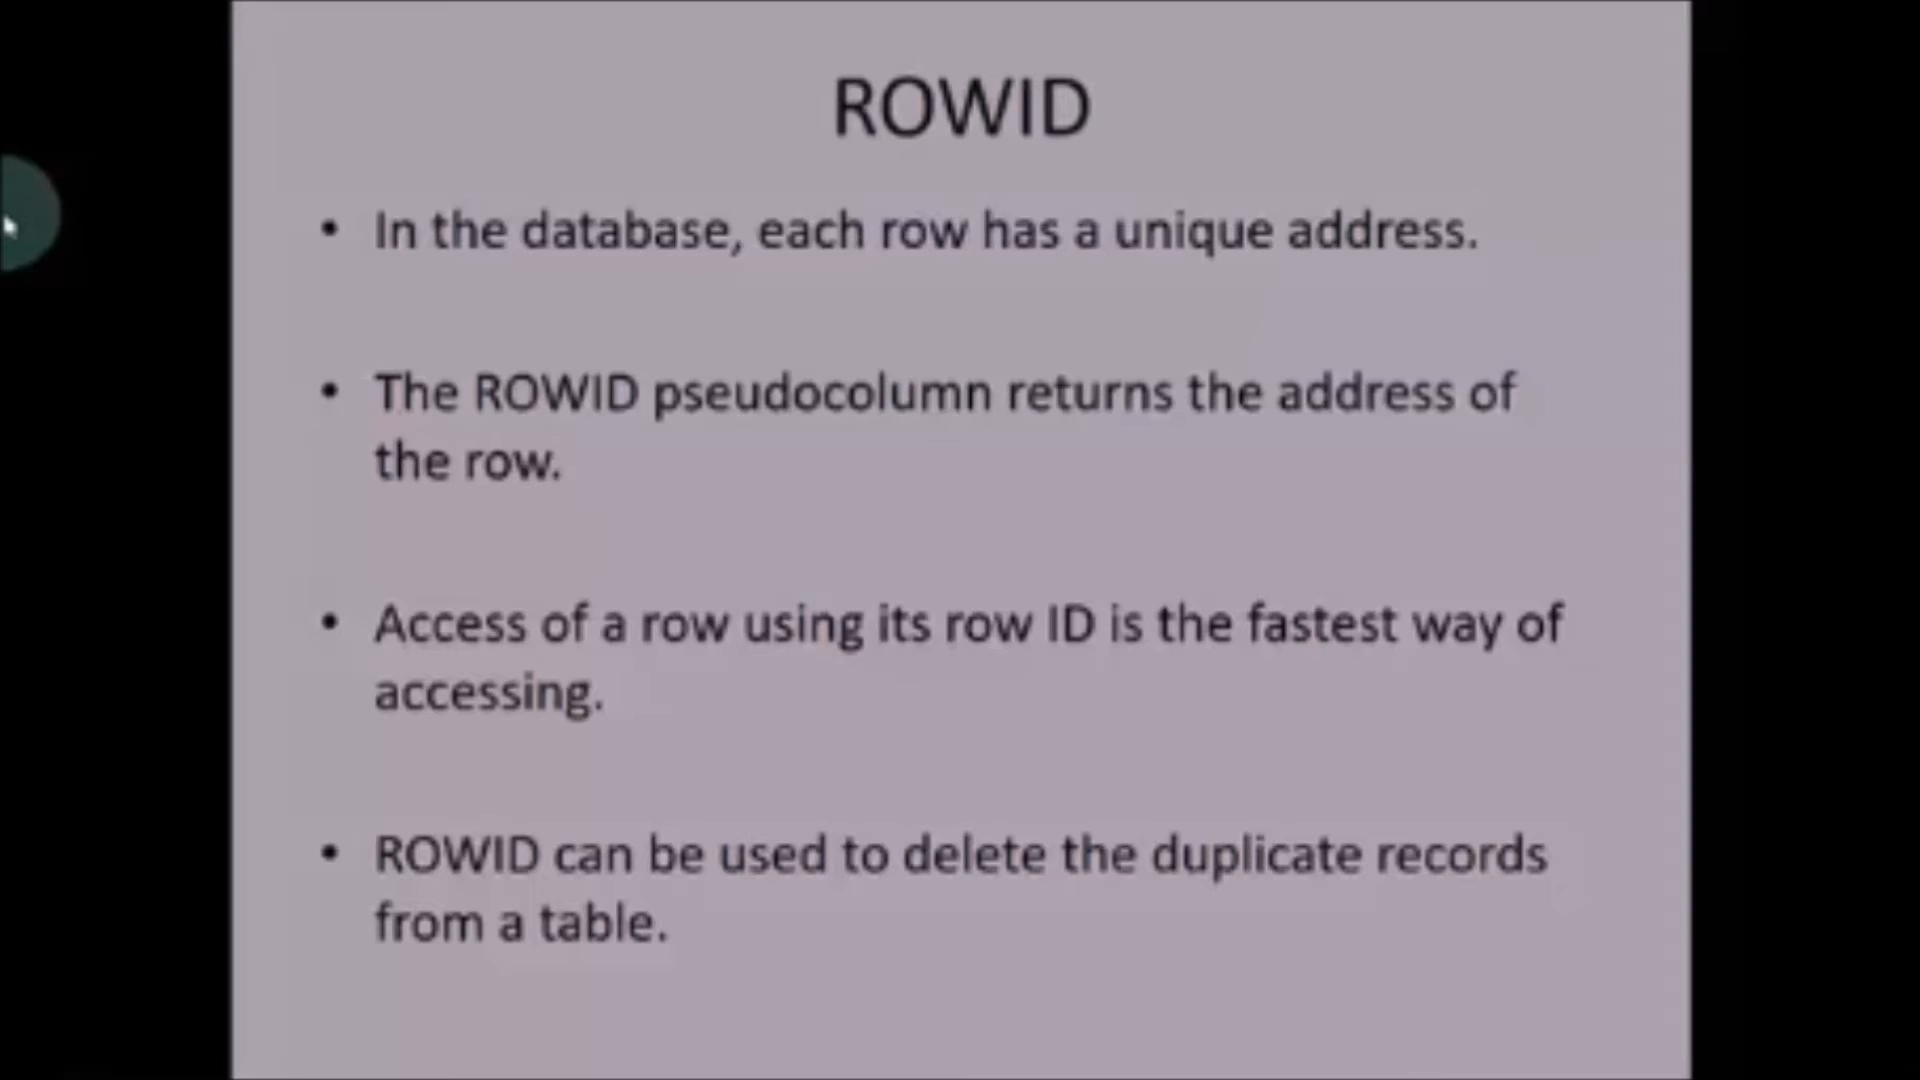 ROWID
• In the database, each row has a unique address.
• The ROWID pseudocolumn returns the address of
the row.
• Access of a row using its row ID is the fastest way of
accessing.
• ROWID can be used to delete the duplicate records
from a table.